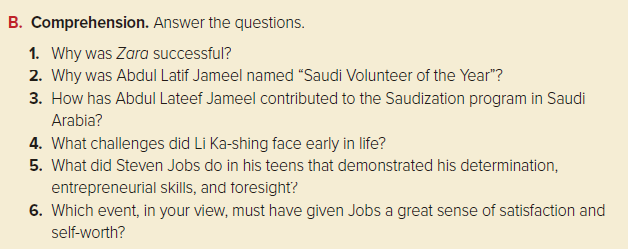 B. Comprehension. Answer the questions.
1. Why was Zara successful?
2. Why was Abdul Latif Jameel named “Saudi Volunteer of the Year”?
3. How has Abdul Lateef Jameel contributed to the Saudization program in Saudi
Arabia?
4. What challenges did Li Ka-shing face early in life?
5. What did Steven Jobs do in his teens that demonstrated his determination,
entrepreneurial skills, and foresight?
6. Which event, in your view, must have given Jobs a great sense of satisfaction and
self-worth?